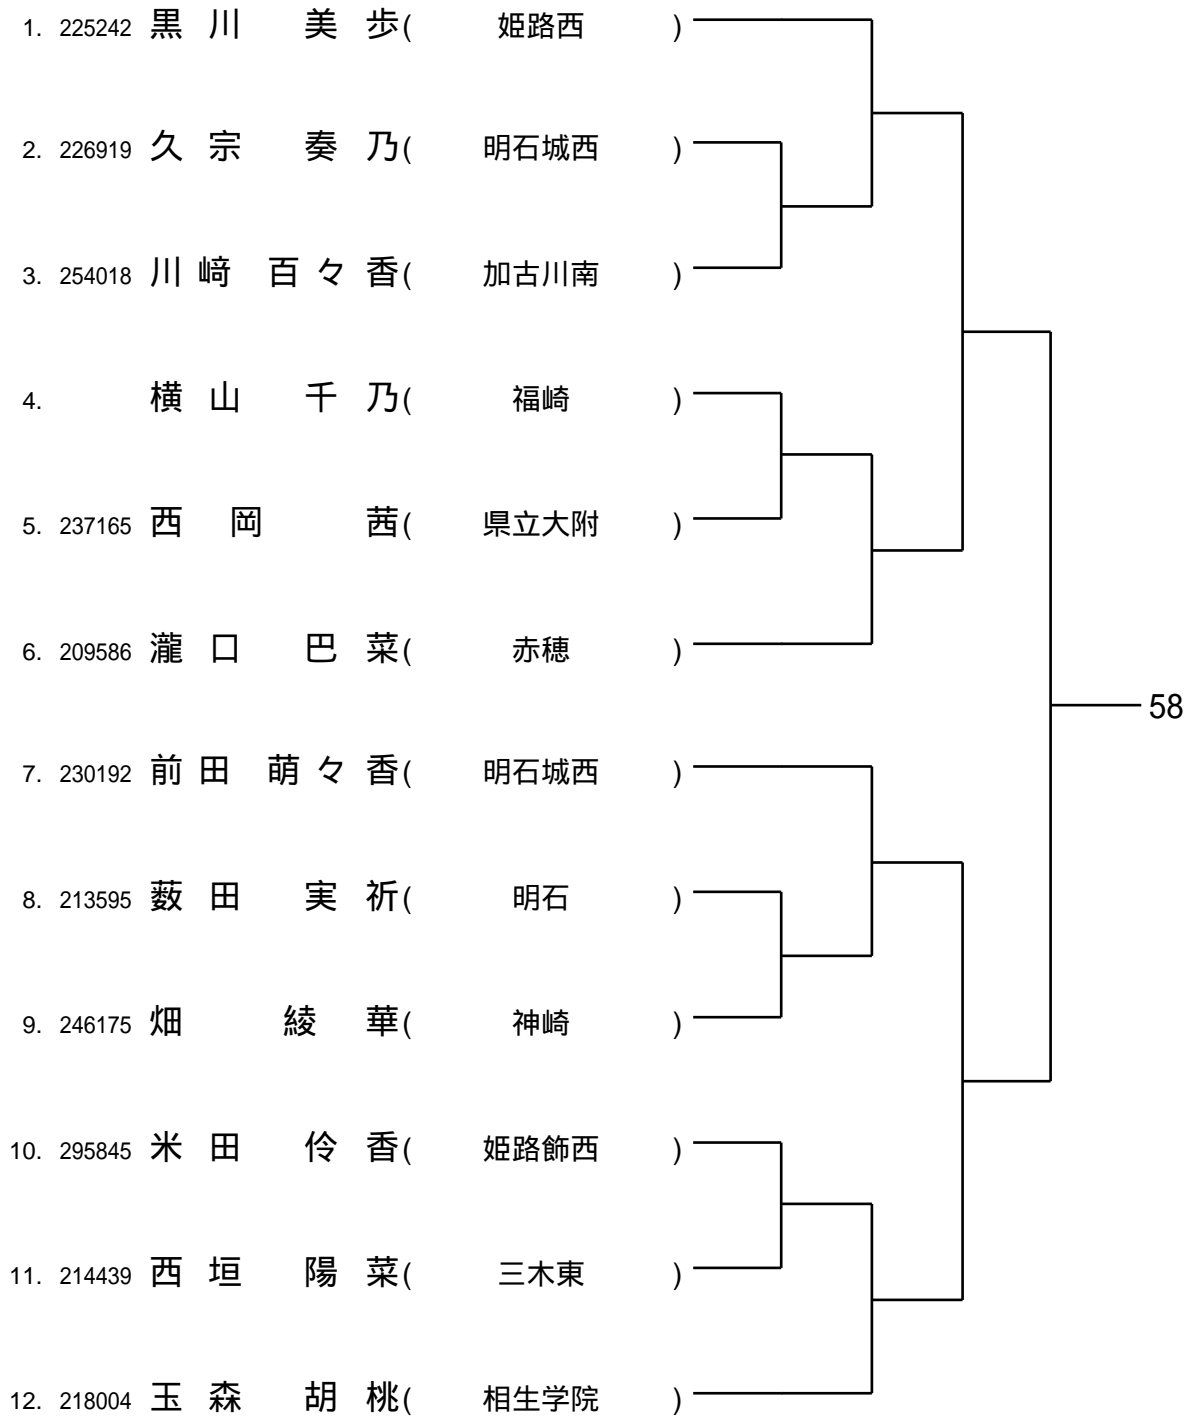 1. 225242 黒川 美歩( 姫路西 )
2. 226919 久宗 奏乃( 明石城西 )
3. 254018 川﨑 百々香( 加古川南 )
4. 横山 千乃( 福崎 )
5. 237165 西岡 茜( 県立大附 )
6. 209586 瀧口 巴菜( 赤穂 )
58
7. 230192 前田 萌々香( 明石城西 )
8. 213595 薮田 実祈( 明石 )
9. 246175 畑 綾華( 神崎 )
10. 295845 米田 伶香( 姫路飾西 )
11. 214439 西垣 陽菜( 三木東 )
12. 218004 玉森 胡桃( 相生学院 )